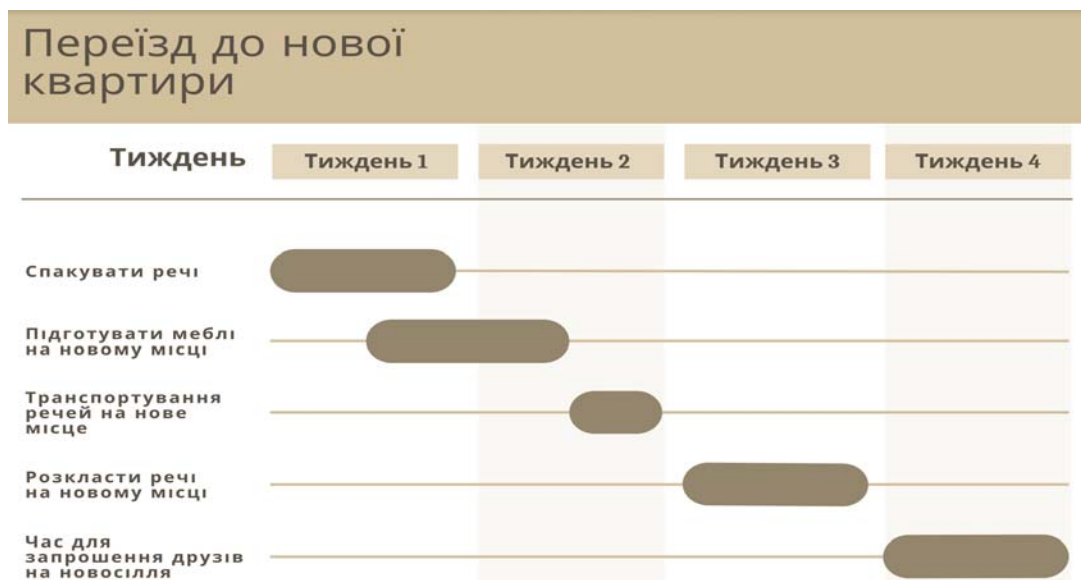 Переїзд до нової
квартири
Тиждень
Тиждень 1
Тиждень 2
Тиждень 3
Тиждень 4
Спакувати речі
Підготувати меблі
на новому місці
Транспортування
речей на нове
місце
Розкласти речі
на новому місці
Час для
запрошення друзів
на новосілля